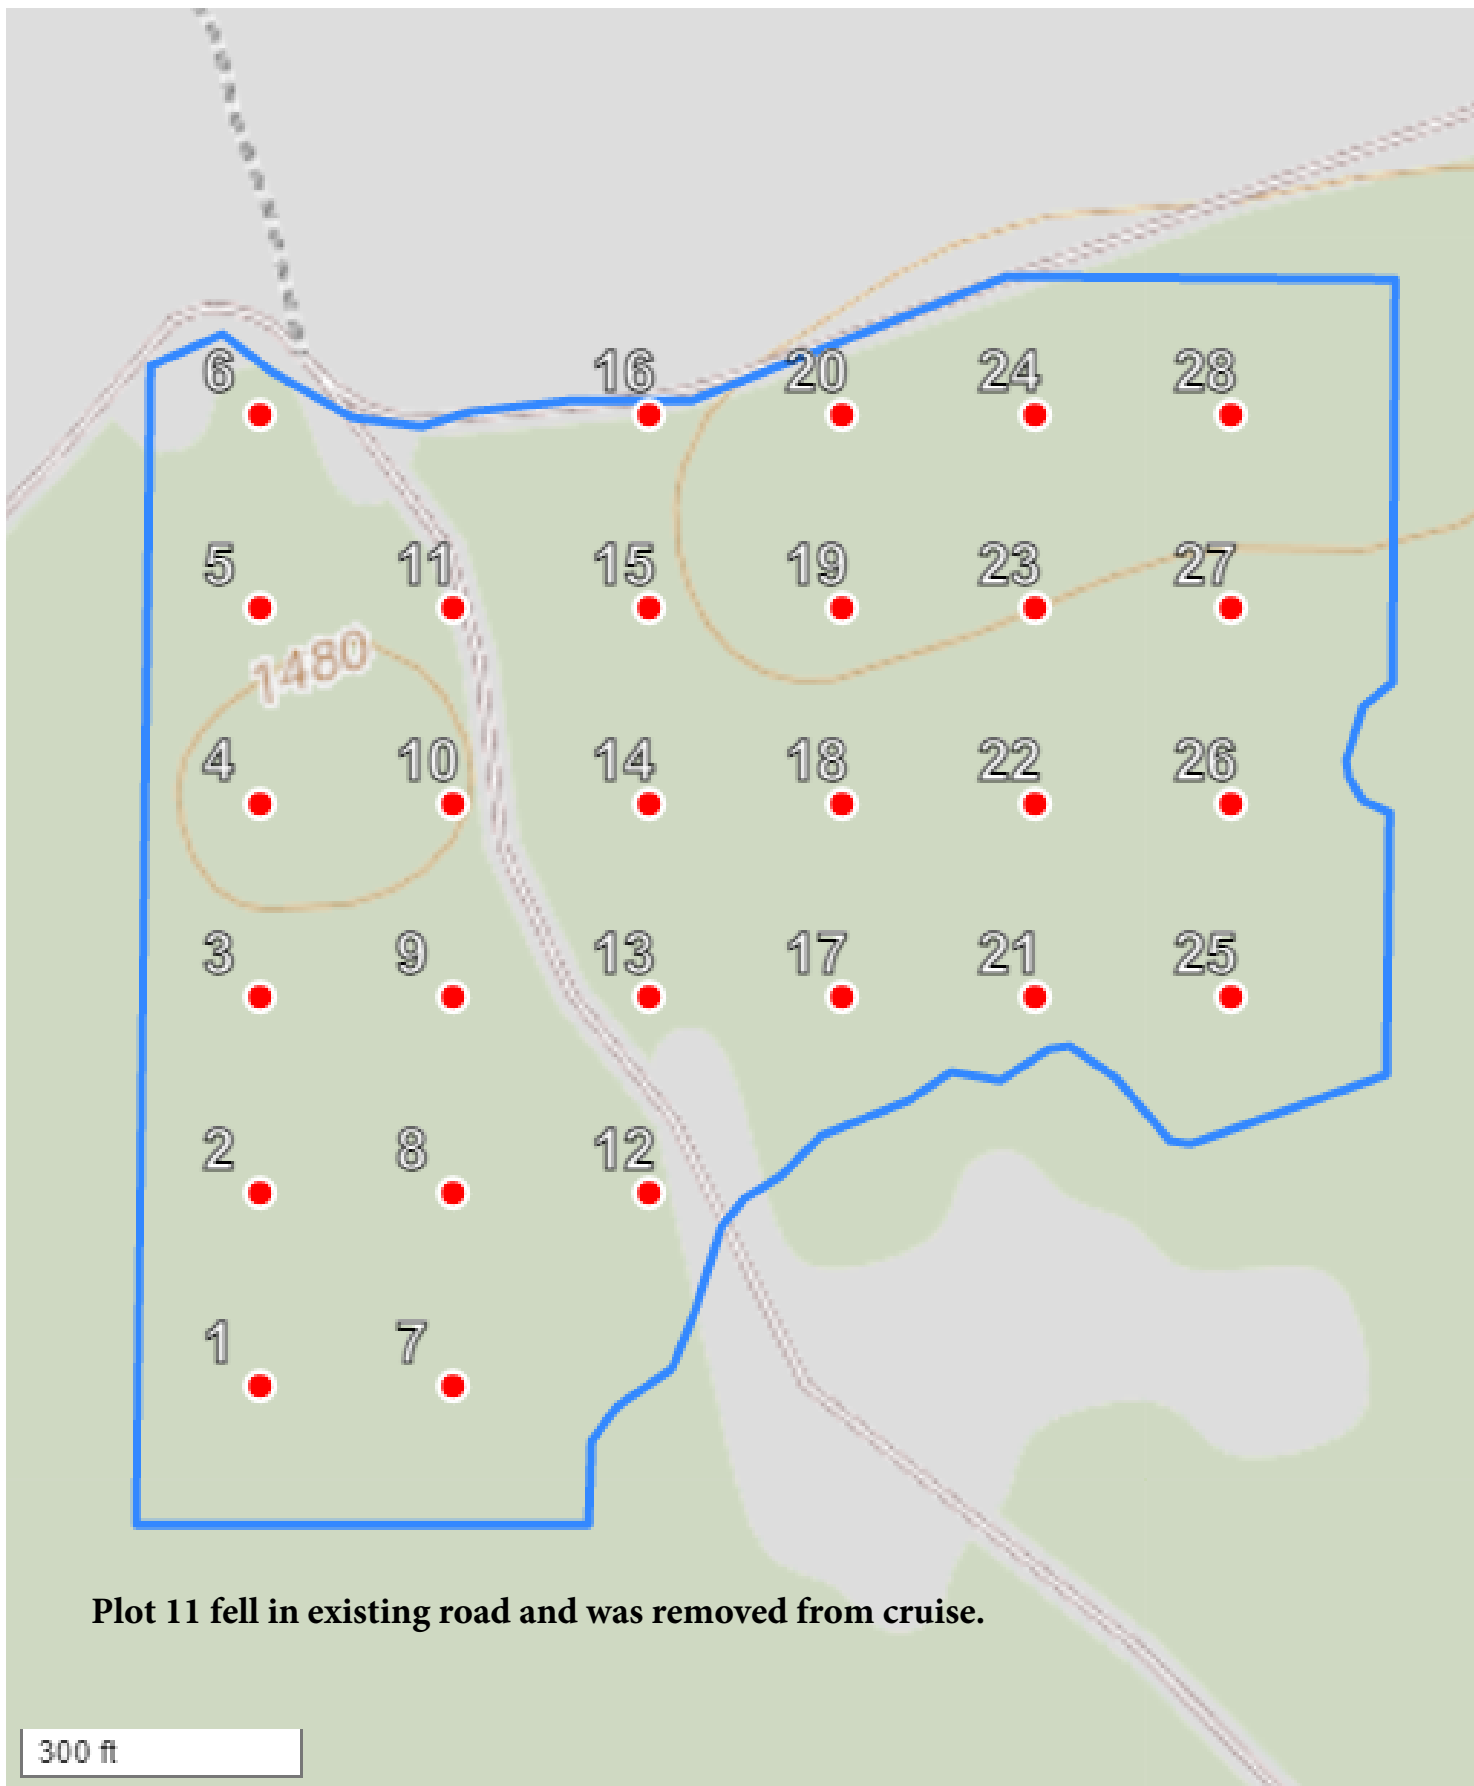 6 16 20 24 28
5 11 15 19 23 27
1480
4 10 14 18 22 26
3 9 13 17 21 25
2 8 12
1 7
Plot 11 fell in existing road and was removed from cruise.
300 ft